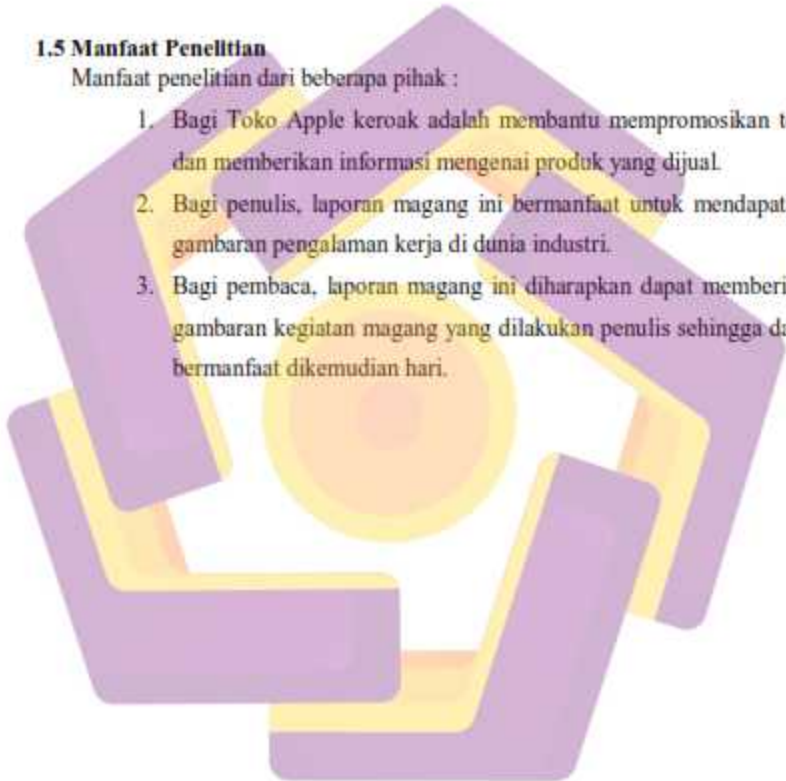 1.5 Manfaat Penelitian
Manfaat penelitian dari beberapa pihak :
1. Bagi Toko Apple keroak adalah membantu mempromosikan t
dan memberikan informasi mengenai produk yang dijual.
2. Bagi penulis, laporan magang ini bermanfaat untuk mendapat
gambaran pengalaman kerja di dunia industri.
3. Bagi pembaca, laporan magang ini diharapkan dapat memberi
gambaran kegiatan magang yang dilakukan penulis sehingga da
bermanfaat dikemudian hari.